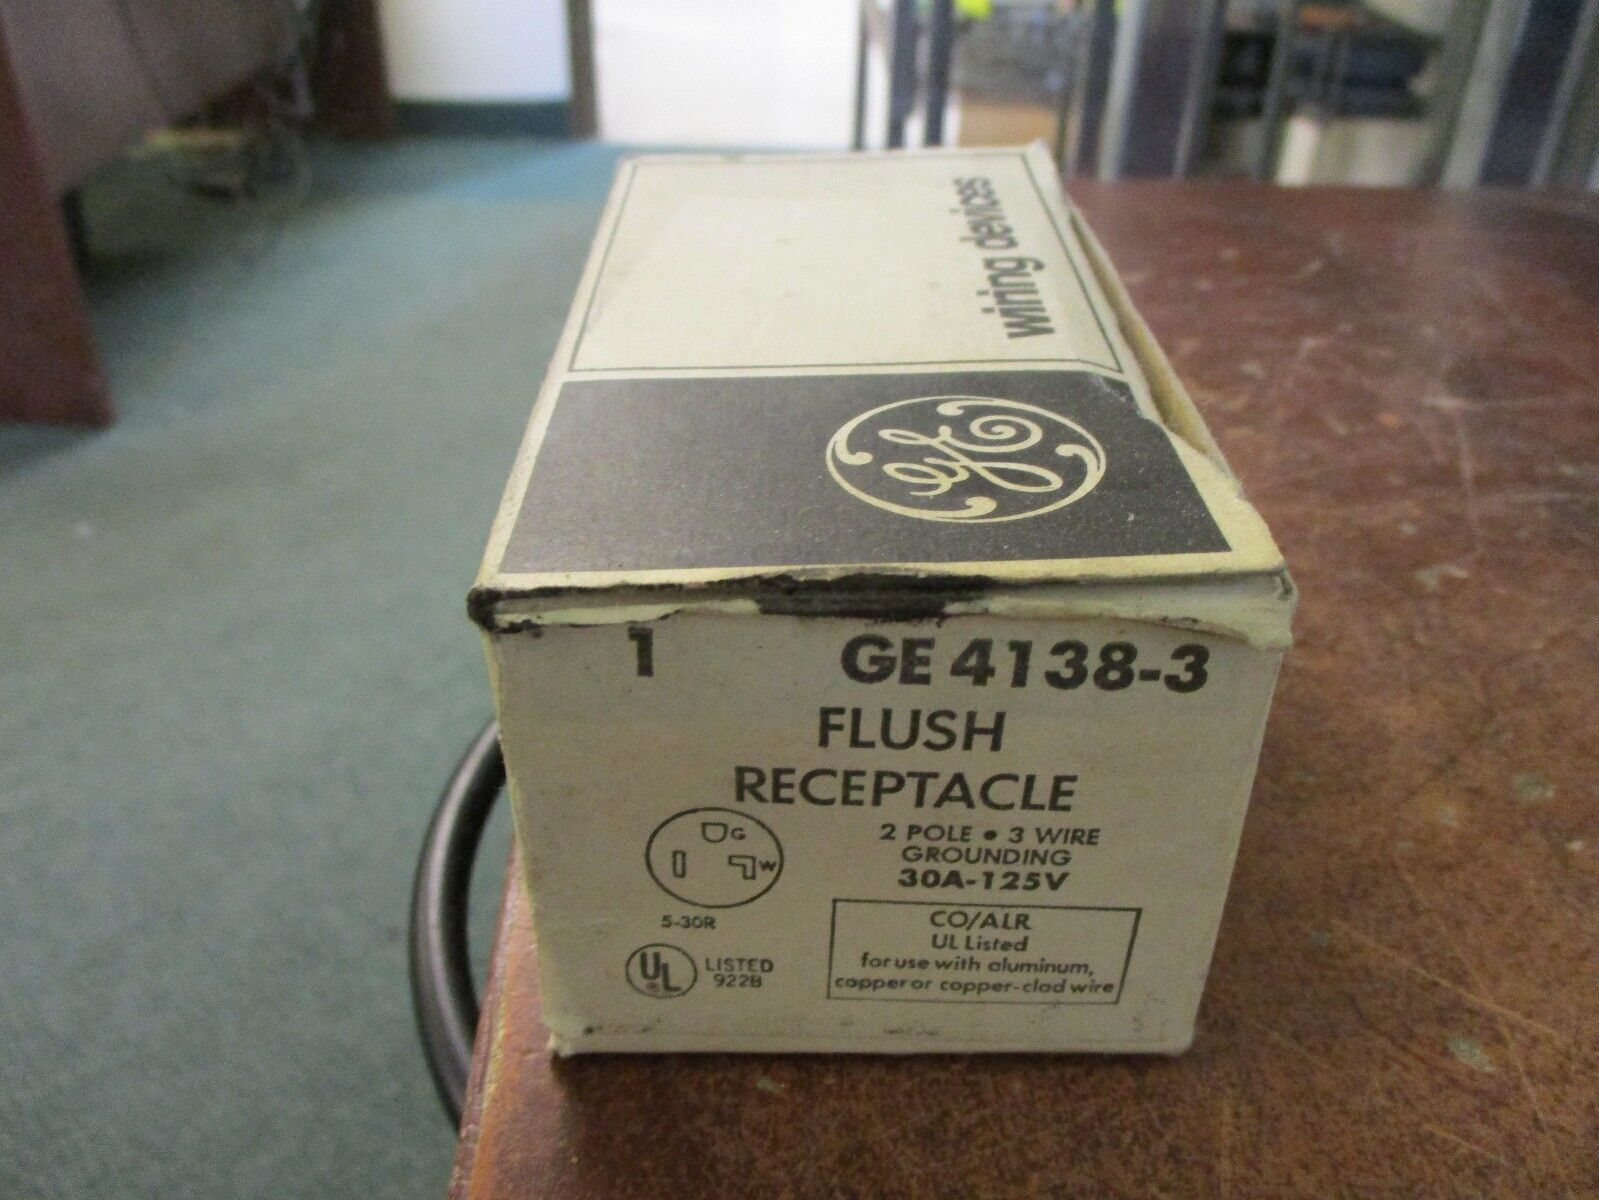 wiring devices
GE
1 GE 4138-3
FLUSH
RECEPTACLE
G
W
5-30R
2 POLE • 3 WIRE
GROUNDING
30A-125V
CO/ALR
UL Listed
for use with aluminum,
copper or copper-clad wire
UL ® LISTED
922B